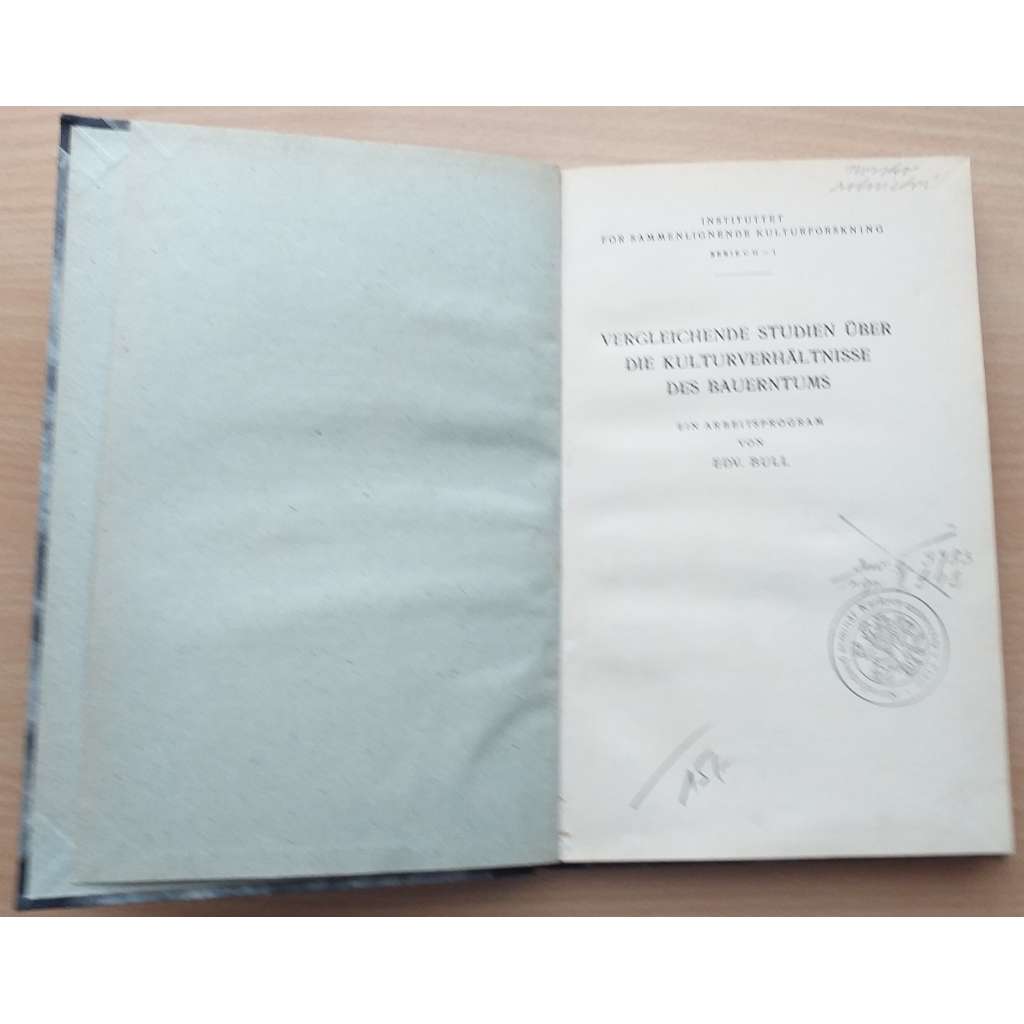 INSTITUTTET
FOR SAMMENLIGNENDE KULTURFORSKNING
SERIE C II – 1
VERGLEICHENDE STUDIEN ÜBER
DIE KULTURVERHÄLTNISSE
DES BAUERNTUMS
EIN ARBEITSPROGRAM
VON
EDV. BULL